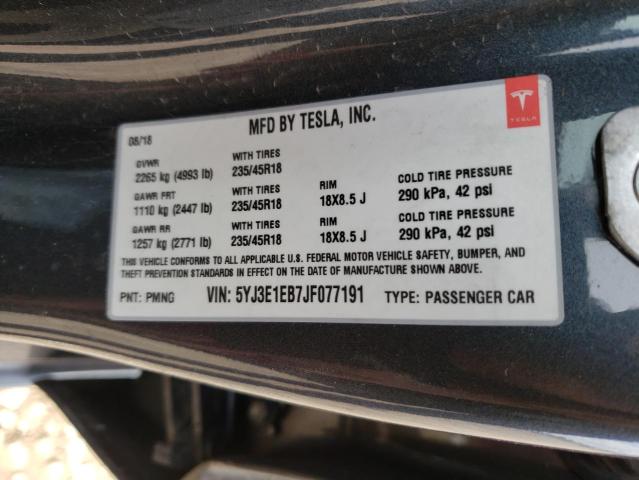 MFD BY TESLA, INC.
TESLA
08/18
GVWR WITH TIRES
2265 kg (4993 lb) 235/45R18
GAWR FRT WITH TIRES RIM COLD TIRE PRESSURE
1110 kg (2447 lb) 235/45R18 18X8.5 J 290 kPa, 42 psi
GAWR RR WITH TIRES RIM COLD TIRE PRESSURE
1257 kg (2771 lb) 235/45R18 18X8.5 J 290 kPa, 42 psi
THIS VEHICLE CONFORMS TO ALL APPLICABLE U.S. FEDERAL MOTOR VEHICLE SAFETY, BUMPER, AND
THEFT PREVENTION STANDARDS IN EFFECT ON THE DATE OF MANUFACTURE SHOWN ABOVE.
PNT: PMNG VIN: 5YJ3E1EB7JF077191 TYPE: PASSENGER CAR